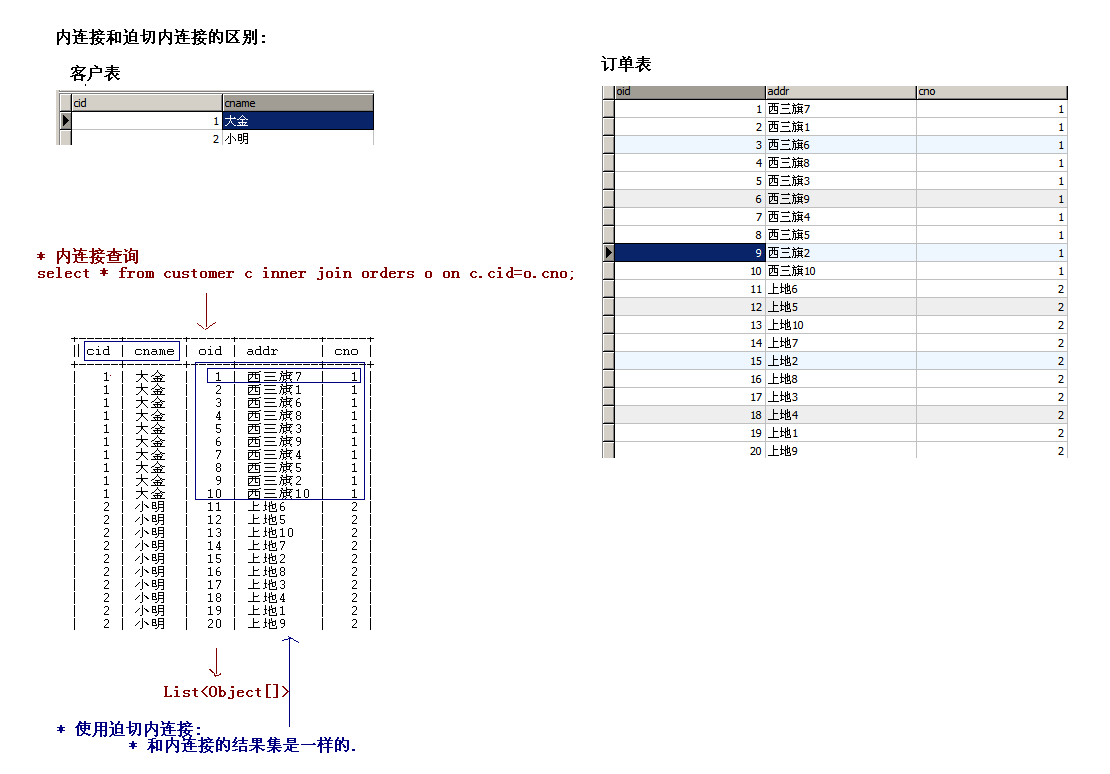 内连接和迫切内连接的区别:
客户表
cid cname
1 大金
2 小明
订单表
oid addr cno
1 西三旗7 1
2 西三旗1 1
3 西三旗6 1
4 西三旗8 1
5 西三旗3 1
6 西三旗9 1
7 西三旗4 1
8 西三旗5 1
9 西三旗2 1
10 西三旗10 1
11 上地6 2
12 上地5 2
13 上地10 2
14 上地7 2
15 上地2 2
16 上地8 2
17 上地3 2
18 上地4 2
19 上地1 2
20 上地9 2
* 内连接查询
select * from customer c inner join orders o on c.cid=o.cno;
| cid | cname | oid | addr | cno |
| 1 | 大金 | 1 | 西三旗7 | 1 |
| 1 | 大金 | 2 | 西三旗1 | 1 |
| 1 | 大金 | 3 | 西三旗6 | 1 |
| 1 | 大金 | 4 | 西三旗8 | 1 |
| 1 | 大金 | 5 | 西三旗3 | 1 |
| 1 | 大金 | 6 | 西三旗9 | 1 |
| 1 | 大金 | 7 | 西三旗4 | 1 |
| 1 | 大金 | 8 | 西三旗5 | 1 |
| 1 | 大金 | 9 | 西三旗2 | 1 |
| 1 | 大金 | 10 | 西三旗10 | 1 |
| 2 | 小明 | 11 | 上地6 | 2 |
| 2 | 小明 | 12 | 上地5 | 2 |
| 2 | 小明 | 13 | 上地10 | 2 |
| 2 | 小明 | 14 | 上地7 | 2 |
| 2 | 小明 | 15 | 上地2 | 2 |
| 2 | 小明 | 16 | 上地8 | 2 |
| 2 | 小明 | 17 | 上地3 | 2 |
| 2 | 小明 | 18 | 上地4 | 2 |
| 2 | 小明 | 19 | 上地1 | 2 |
| 2 | 小明 | 20 | 上地9 | 2 |
List<Object[]>
* 使用迫切内连接:
* 和内连接的结果集是一样的.